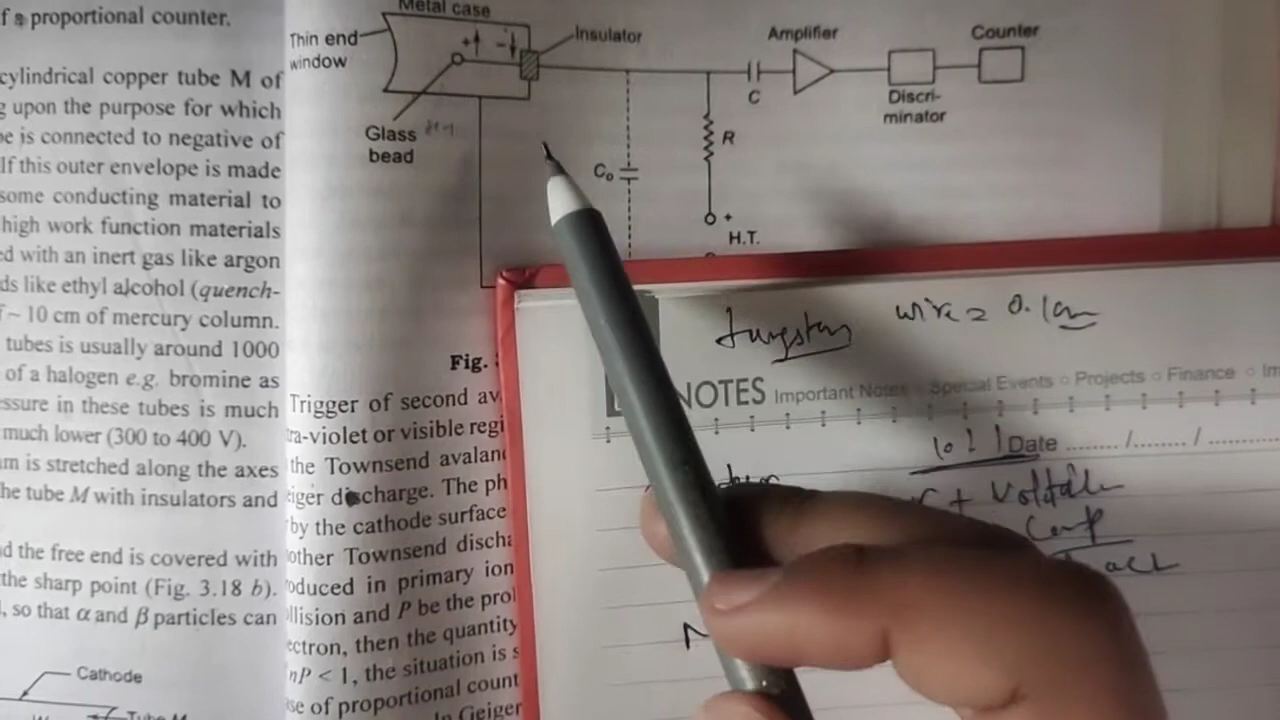 f a proportional counter.
cylindrical copper tube M of
g upon the purpose for which
be is connected to negative of
If this outer envelope is made
some conducting material to
high work function materials
ed with an inert gas like argon
ds like ethyl alcohol (quench-
f ~ 10 cm of mercury column.
tubes is usually around 1000
of a halogen e.g. bromine as
ssure in these tubes is much
much lower (300 to 400 V).
m is stretched along the axes
he tube M with insulators and
d the free end is covered with
the sharp point (Fig. 3.18 b).
, so that α and β particles can
Cathode
Tube M
Metal case
Thin end
window
Insulator
Glass
bead
C₀
R
+
H.T.
C
Amplifier
Discri-
minator
Counter
Fig.
Trigger of second av
ra-violet or visible regi
the Townsend avalan
eiger discharge. The ph
by the cathode surface
other Townsend discha
oduced in primary ion
llision and P be the prol
ectron, then the quantity
nP < 1, the situation is s
se of proportional count
In Geiger
tungsten wire = 0.1cm
NOTES Important Notes ○ Special Events ○ Projects ○ Finance ○ Im
Date ....... /........ / ...........
+ Voltale
Comp